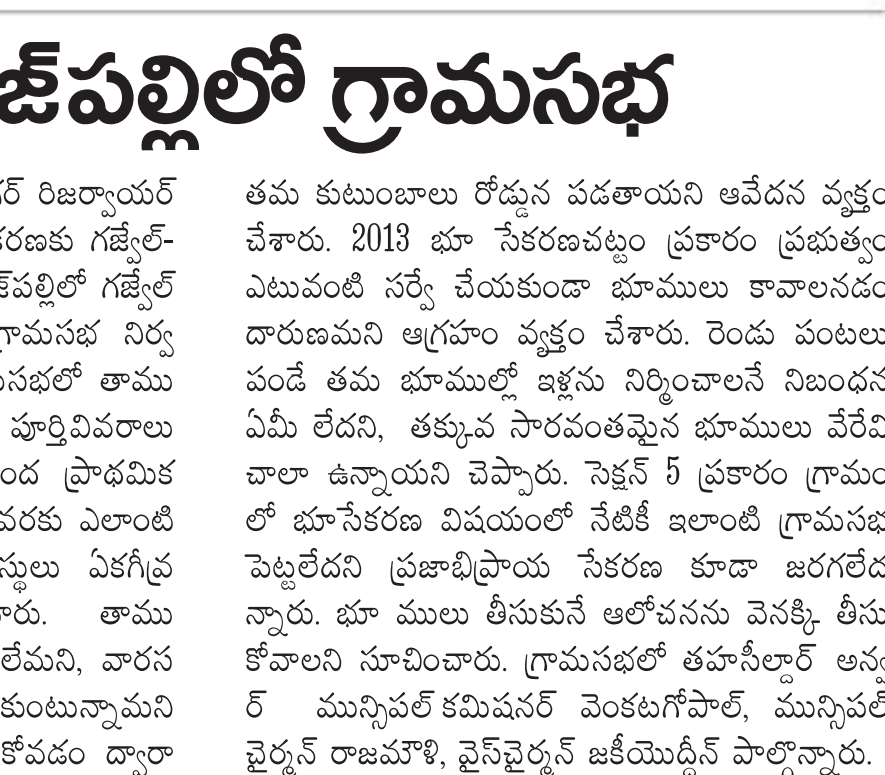 జ్‌పల్లిలో గ్రామసభ
ర్ రిజర్వాయర్
కరణకు గజ్వేల్-
జ్‌పల్లిలో గజ్వేల్
గ్రామసభ నిర్వ
సభలో తాము
పూర్తివివరాలు
ంద ప్రాథమిక
వరకు ఎలాంటి
స్థులు ఏకగీవ్ర
ారు. తాము
లేమని, వారస
కుంటున్నామని
కోవడం ద్వారా
తమ కుటుంబాలు రోడ్డున పడతాయని ఆవేదన వ్యక్తం
చేశారు. 2013 భూ సేకరణచట్టం ప్రకారం ప్రభుత్వం
ఎటువంటి సర్వే చేయకుండా భూములు కావాలనడం
దారుణమని ఆగ్రహం వ్యక్తం చేశారు. రెండు పంటలు
పండే తమ భూముల్లో ఇళ్లను నిర్మించాలనే నిబంధన
ఏమీ లేదని, తక్కువ సారవంతమైన భూములు వేరేవి
చాలా ఉన్నాయని చెప్పారు. సెక్షన్ 5 ప్రకారం గ్రామం
లో భూసేకరణ విషయంలో నేటికీ ఇలాంటి గ్రామసభ
పెట్టలేదని ప్రజాభిప్రాయ సేకరణ కూడా జరగలేద
న్నారు. భూ ములు తీసుకునే ఆలోచనను వెనక్కి తీసు
కోవాలని సూచించారు. గ్రామసభలో తహసీల్దార్ అన్వ
ర్ మున్సిపల్ కమిషనర్ వెంకటగోపాల్, మున్సిపల్
చైర్మన్ రాజమౌళి, వైస్‌చైర్మన్ జకీయొద్దీన్ పాల్గొన్నారు.